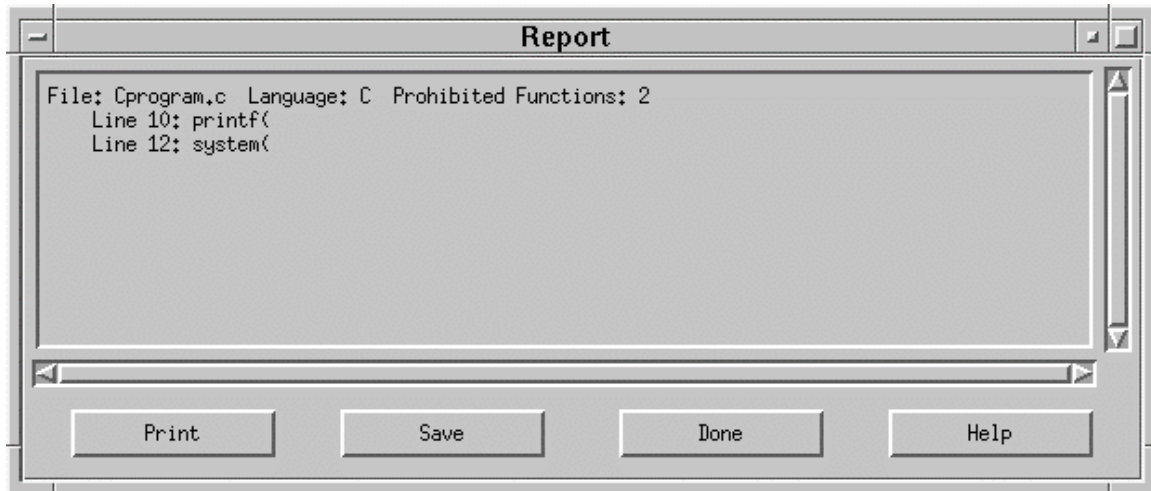 Report
File: Cprogram.c  Language: C  Prohibited Functions: 2
    Line 10: printf(
    Line 12: system(
Print Save Done Help